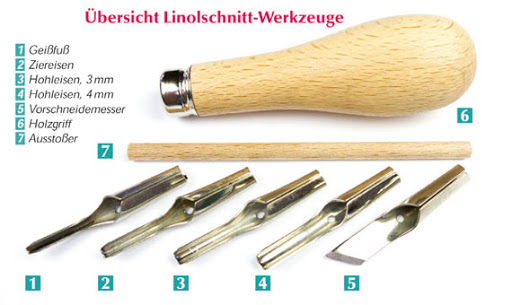 Übersicht Linolschnitt-Werkzeuge
1 Geißfuß
2 Ziereisen
3 Hohleisen, 3 mm
4 Hohleisen, 4 mm
5 Vorschneidemesser
6 Holzgriff
7 Ausstoßer
6
7
1
2
3
4
5